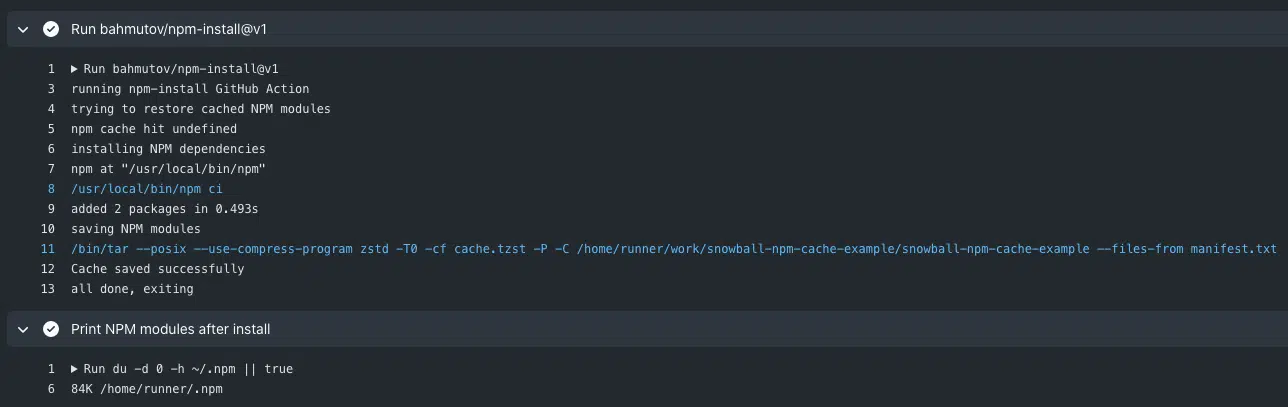 Run bahmutov/npm-install@v1
1 ▶ Run bahmutov/npm-install@v1
3 running npm-install GitHub Action
4 trying to restore cached NPM modules
5 npm cache hit undefined
6 installing NPM dependencies
7 npm at "/usr/local/bin/npm"
8 /usr/local/bin/npm ci
9 added 2 packages in 0.493s
10 saving NPM modules
11 /bin/tar --posix --use-compress-program zstd -T0 -cf cache.tzst -P -C /home/runner/work/snowball-npm-cache-example/snowball-npm-cache-example --files-from manifest.txt
12 Cache saved successfully
13 all done, exiting
Print NPM modules after install
1 ▶ Run du -d 0 -h ~/.npm || true
6 84K /home/runner/.npm